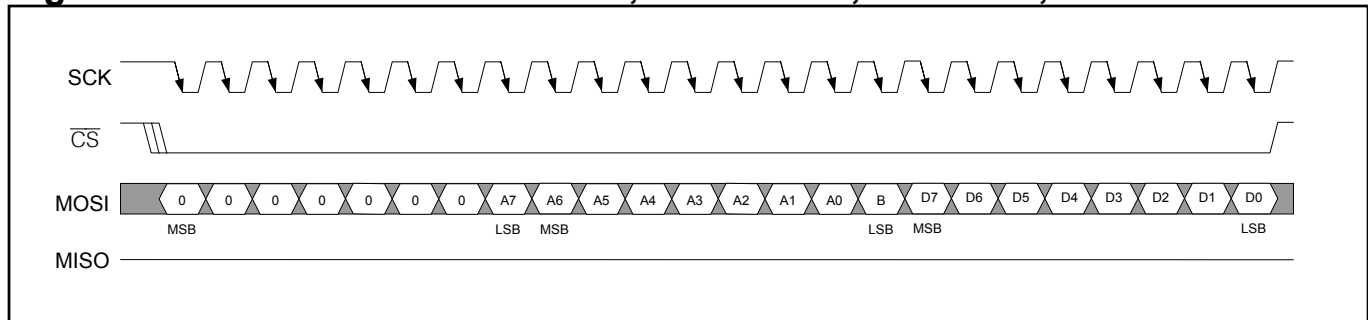 SCK
CS
MOSI 0 0 0 0 0 0 0 A7 A6 A5 A4 A3 A2 A1 A0 B D7 D6 D5 D4 D3 D2 D1 D0
MSB LSB MSB LSB MSB LSB
MISO